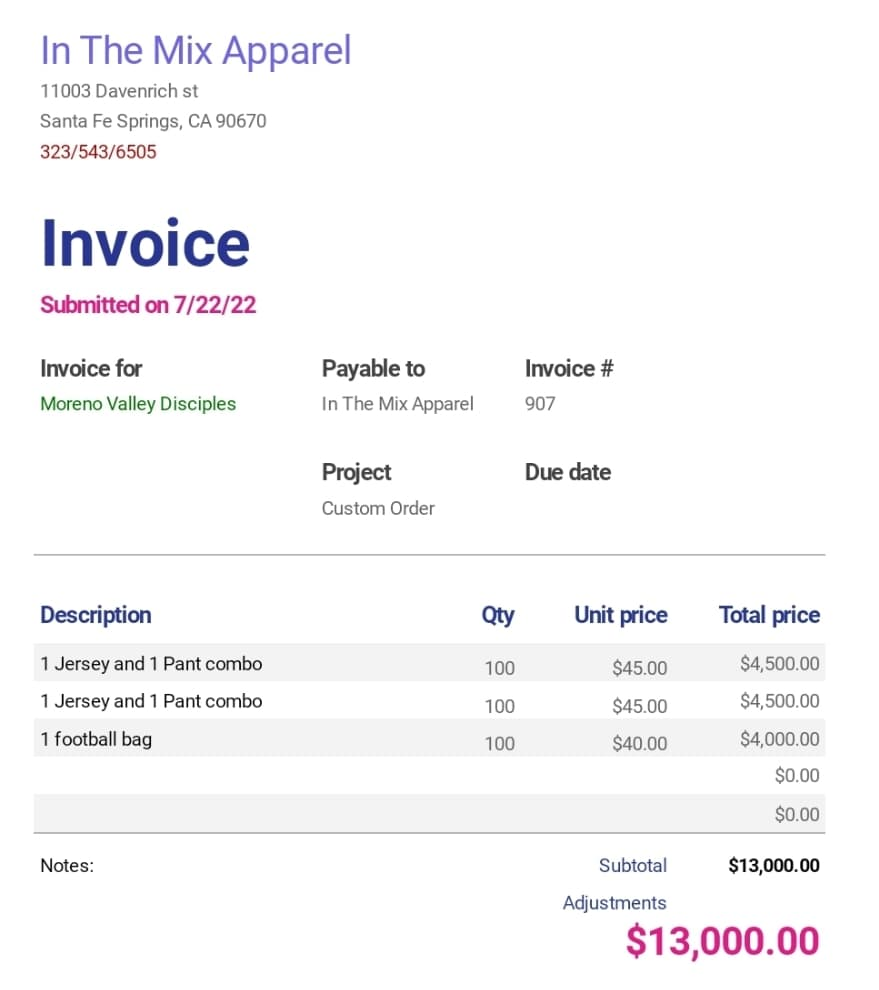 In The Mix Apparel
11003 Davenrich st
Santa Fe Springs, CA 90670
323/543/6505
Invoice
Submitted on 7/22/22
Invoice for Payable to Invoice #
Moreno Valley Disciples In The Mix Apparel 907
Project Due date
Custom Order
Description Qty Unit price Total price
1 Jersey and 1 Pant combo 100 $45.00 $4,500.00
1 Jersey and 1 Pant combo 100 $45.00 $4,500.00
1 football bag 100 $40.00 $4,000.00
$0.00
$0.00
Notes: Subtotal $13,000.00
Adjustments
$13,000.00